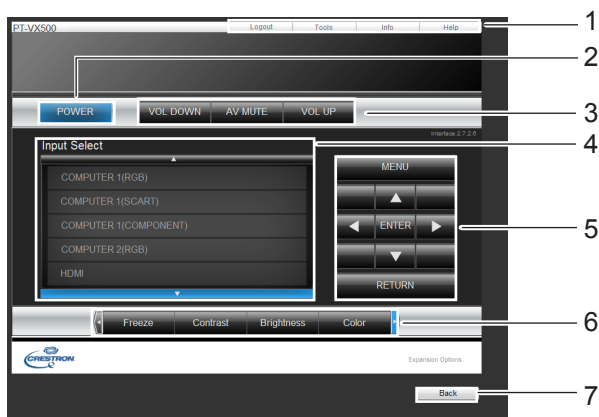 PT-VX500
Logout Tools Info Help
1
2
POWER VOL DOWN AV MUTE VOL UP
3
Interface 2.7.2.6
4
Input Select
COMPUTER 1(RGB)
COMPUTER 1(SCART)
COMPUTER 1(COMPONENT)
COMPUTER 2(RGB)
HDMI
MENU
ENTER
RETURN
5
Freeze Contrast Brightness Color
6
CRESTRON
Expansion Options
Back
7